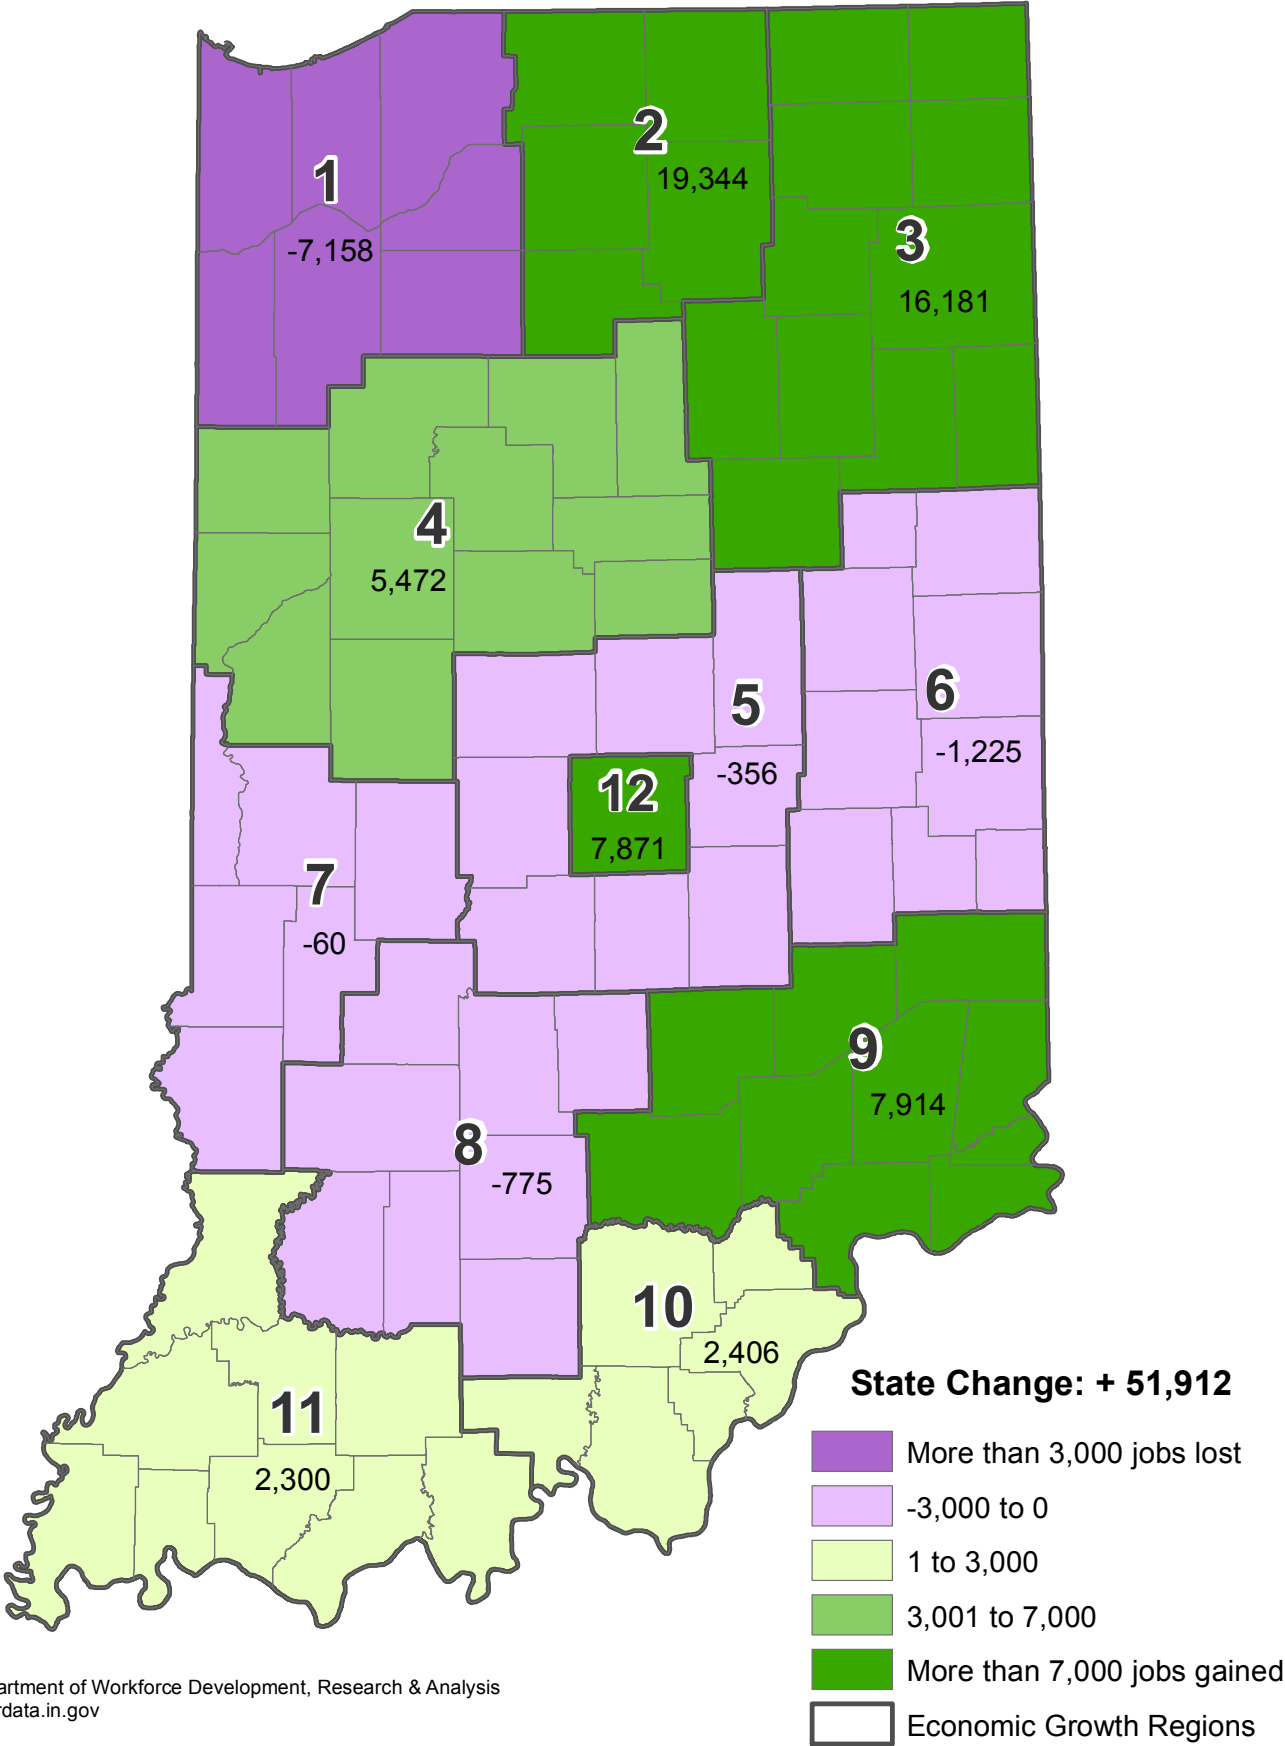 2
19,344
1
-7,158
3
16,181
4
5,472
5
-356
6
-1,225
12
7,871
7
-60
8
-775
9
7,914
10
2,406
11
2,300
State Change: + 51,912
More than 3,000 jobs lost
-3,000 to 0
1 to 3,000
3,001 to 7,000
More than 7,000 jobs gained
Economic Growth Regions
artment of Workforce Development, Research & Analysis
rdata.in.gov